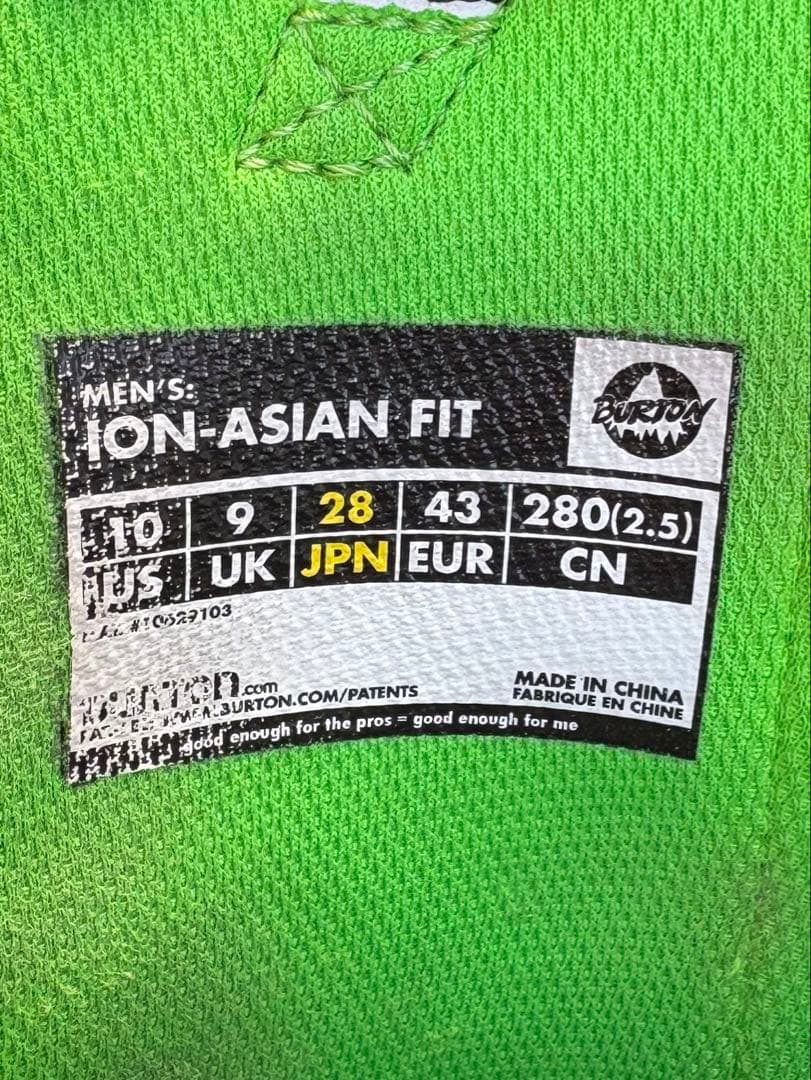 MEN'S:
ION-ASIAN FIT
BURTON
10 9 28 43 280(2.5)
US UK JPN EUR CN
.com
MADE IN CHINA
BURTON.COM/PATENTS
FABRIQUE EN CHINE
good enough for the pros = good enough for me